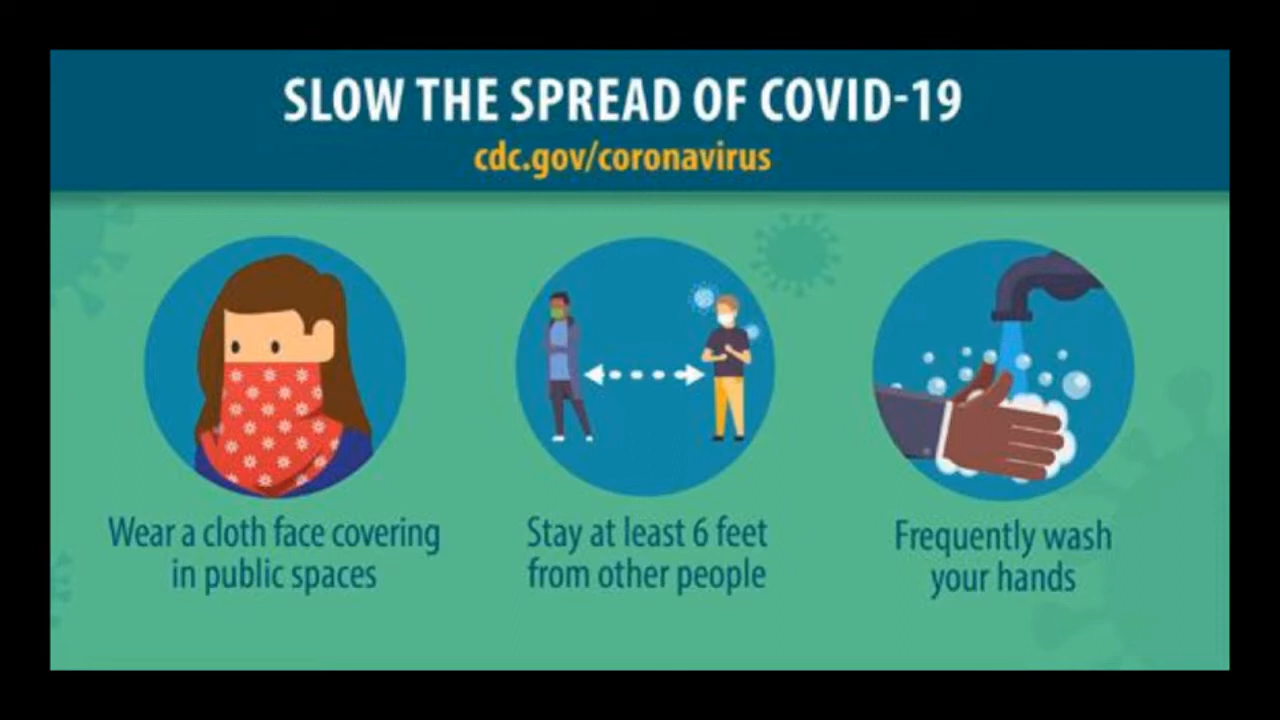 SLOW THE SPREAD OF COVID-19
cdc.gov/coronavirus
Wear a cloth face covering
in public spaces
Stay at least 6 feet
from other people
Frequently wash
your hands